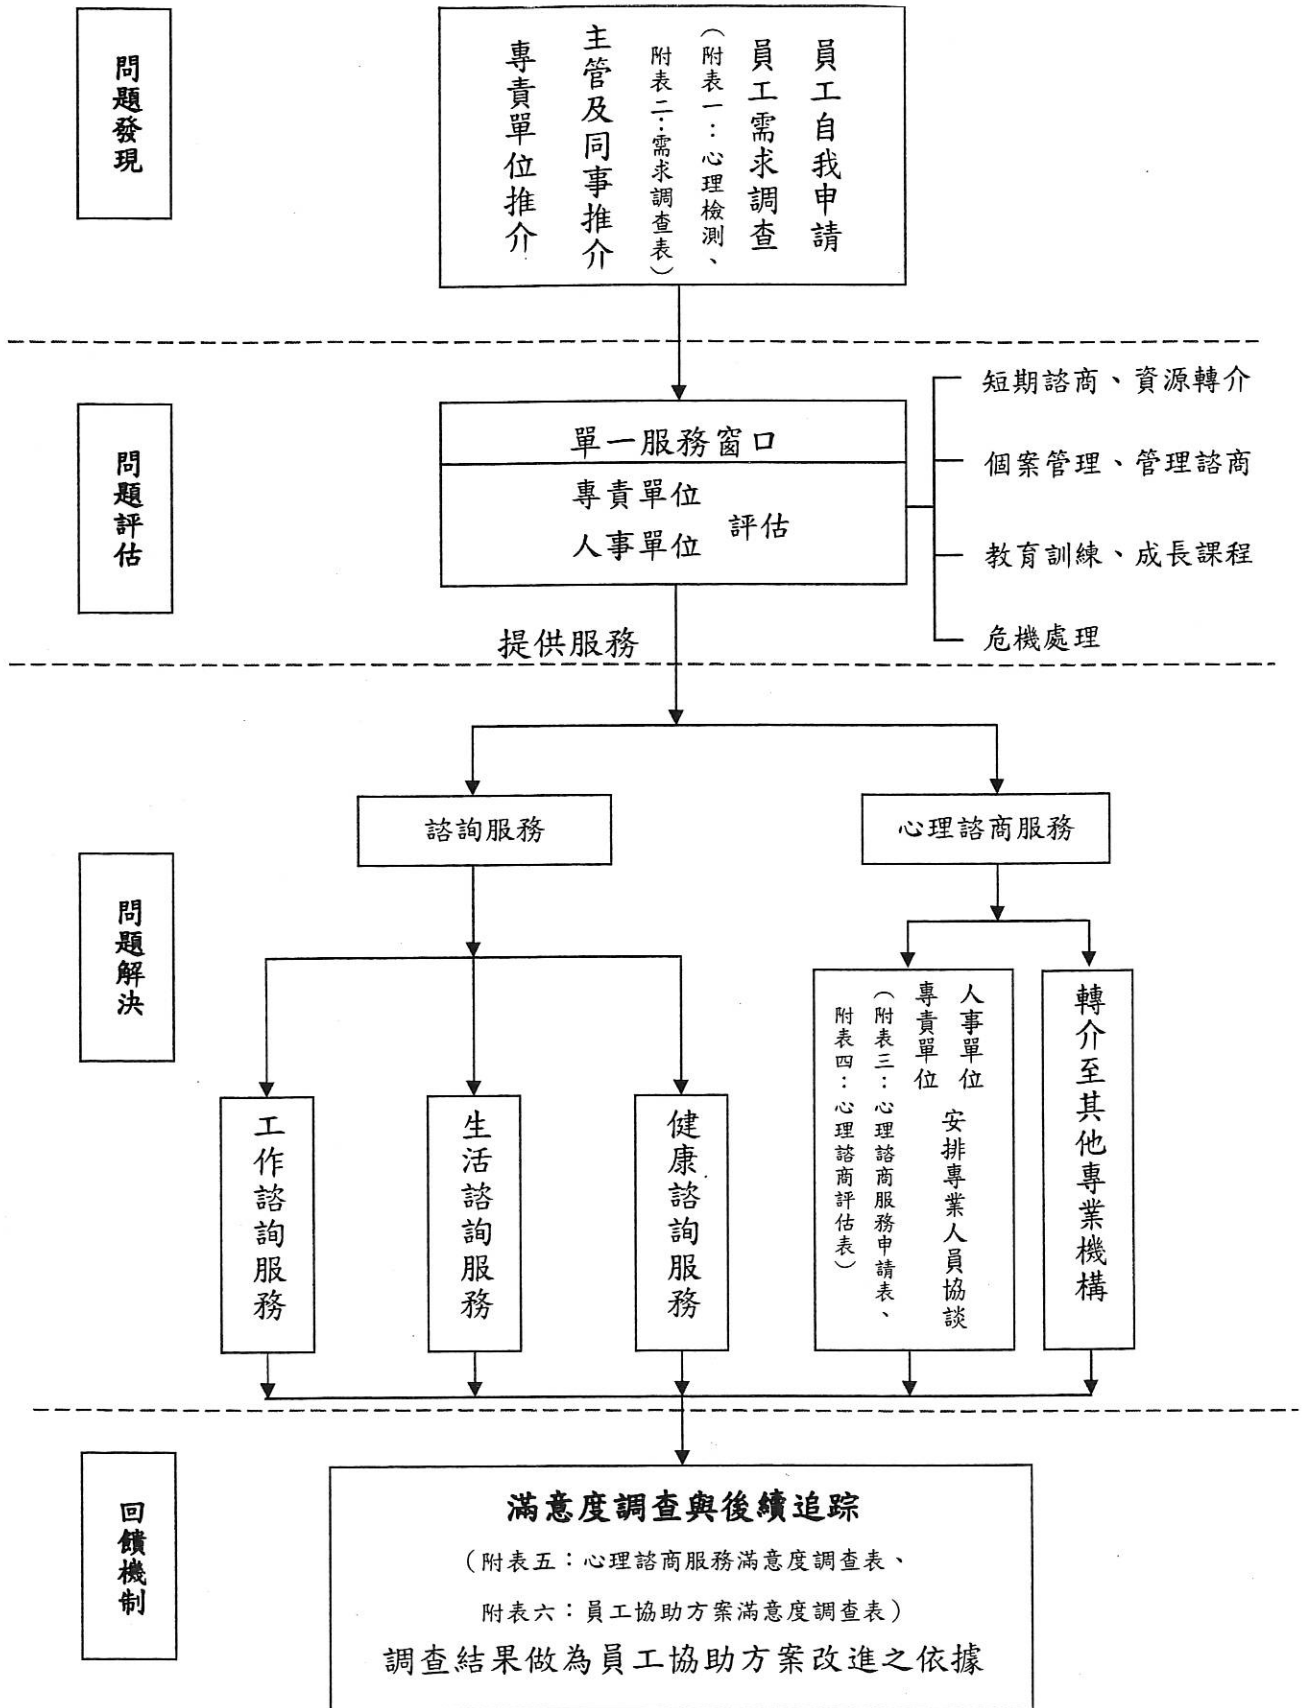 問題發現
員工自我申請
員工需求調查
（附表一：心理檢測、
附表二：需求調查表）
主管及同事推介
專責單位推介
問題評估
單一服務窗口
專責單位
人事單位
評估
短期諮商、資源轉介
個案管理、管理諮商
教育訓練、成長課程
危機處理
提供服務
問題解決
諮詢服務
心理諮商服務
工作諮詢服務
生活諮詢服務
健康諮詢服務
人事單位
專責單位
安排專業人員協談
（附表三：心理諮商服務申請表、
附表四：心理諮商評估表）
轉介至其他專業機構
回饋機制
滿意度調查與後續追踪
（附表五：心理諮商服務滿意度調查表、
附表六：員工協助方案滿意度調查表）
調查結果做為員工協助方案改進之依據